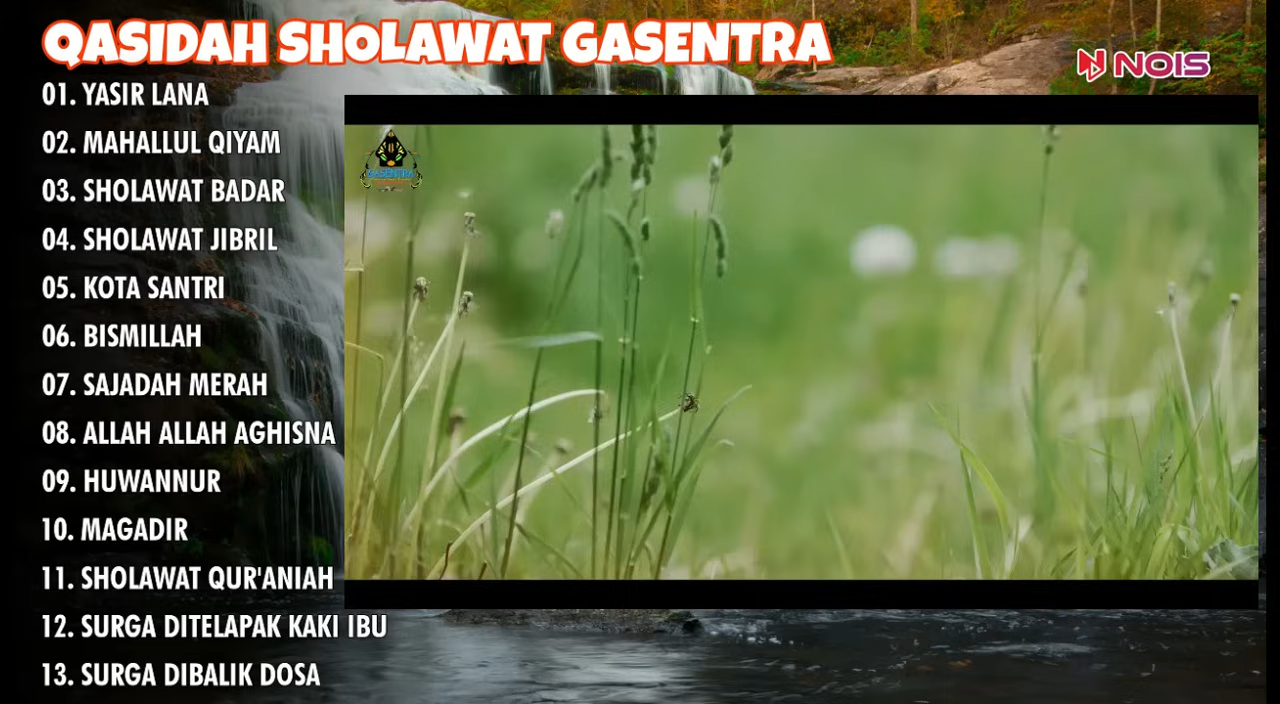 QASIDAH SHOLAWAT GASENTRA
NOIS
01. YASIR LANA
02. MAHALLUL QIYAM
03. SHOLAWAT BADAR
04. SHOLAWAT JIBRIL
05. KOTA SANTRI
06. BISMILLAH
07. SAJADAH MERAH
08. ALLAH ALLAH AGHISNA
09. HUWANNUR
10. MAGADIR
11. SHOLAWAT QUR'ANIAH
12. SURGA DITELAPAK KAKI IBU
13. SURGA DIBALIK DOSA
GASENTRA